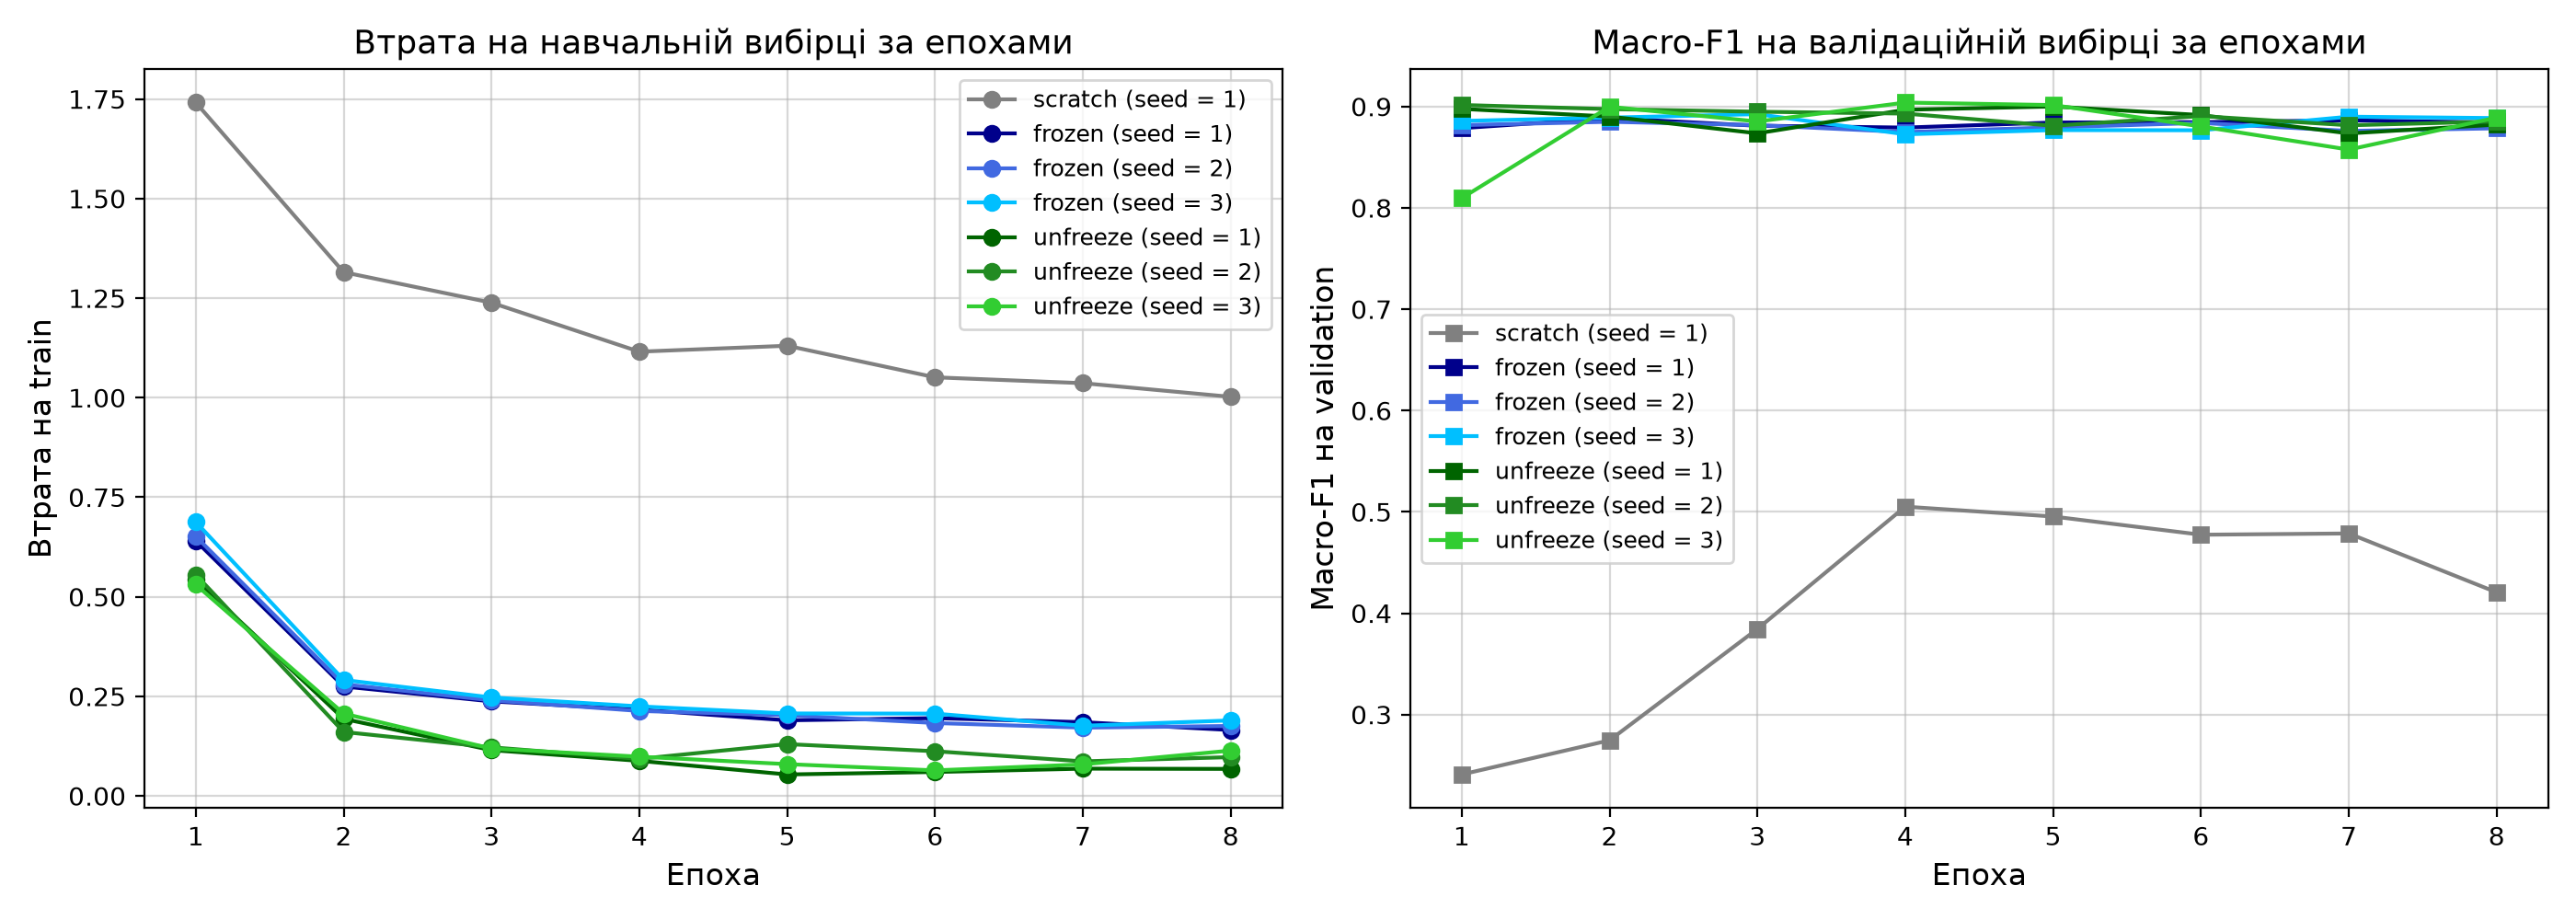 Втрата на навчальній вибірці за епохами
Втрата на train
1.75
1.50
1.25
1.00
0.75
0.50
0.25
0.00
scratch (seed = 1)
frozen (seed = 1)
frozen (seed = 2)
frozen (seed = 3)
unfreeze (seed = 1)
unfreeze (seed = 2)
unfreeze (seed = 3)
1 2 3 4 5 6 7 8
Епоха
Macro-F1 на валідаційній вибірці за епохами
Macro-F1 на validation
0.9
0.8
0.7
0.6
0.5
0.4
0.3
scratch (seed = 1)
frozen (seed = 1)
frozen (seed = 2)
frozen (seed = 3)
unfreeze (seed = 1)
unfreeze (seed = 2)
unfreeze (seed = 3)
1 2 3 4 5 6 7 8
Епоха